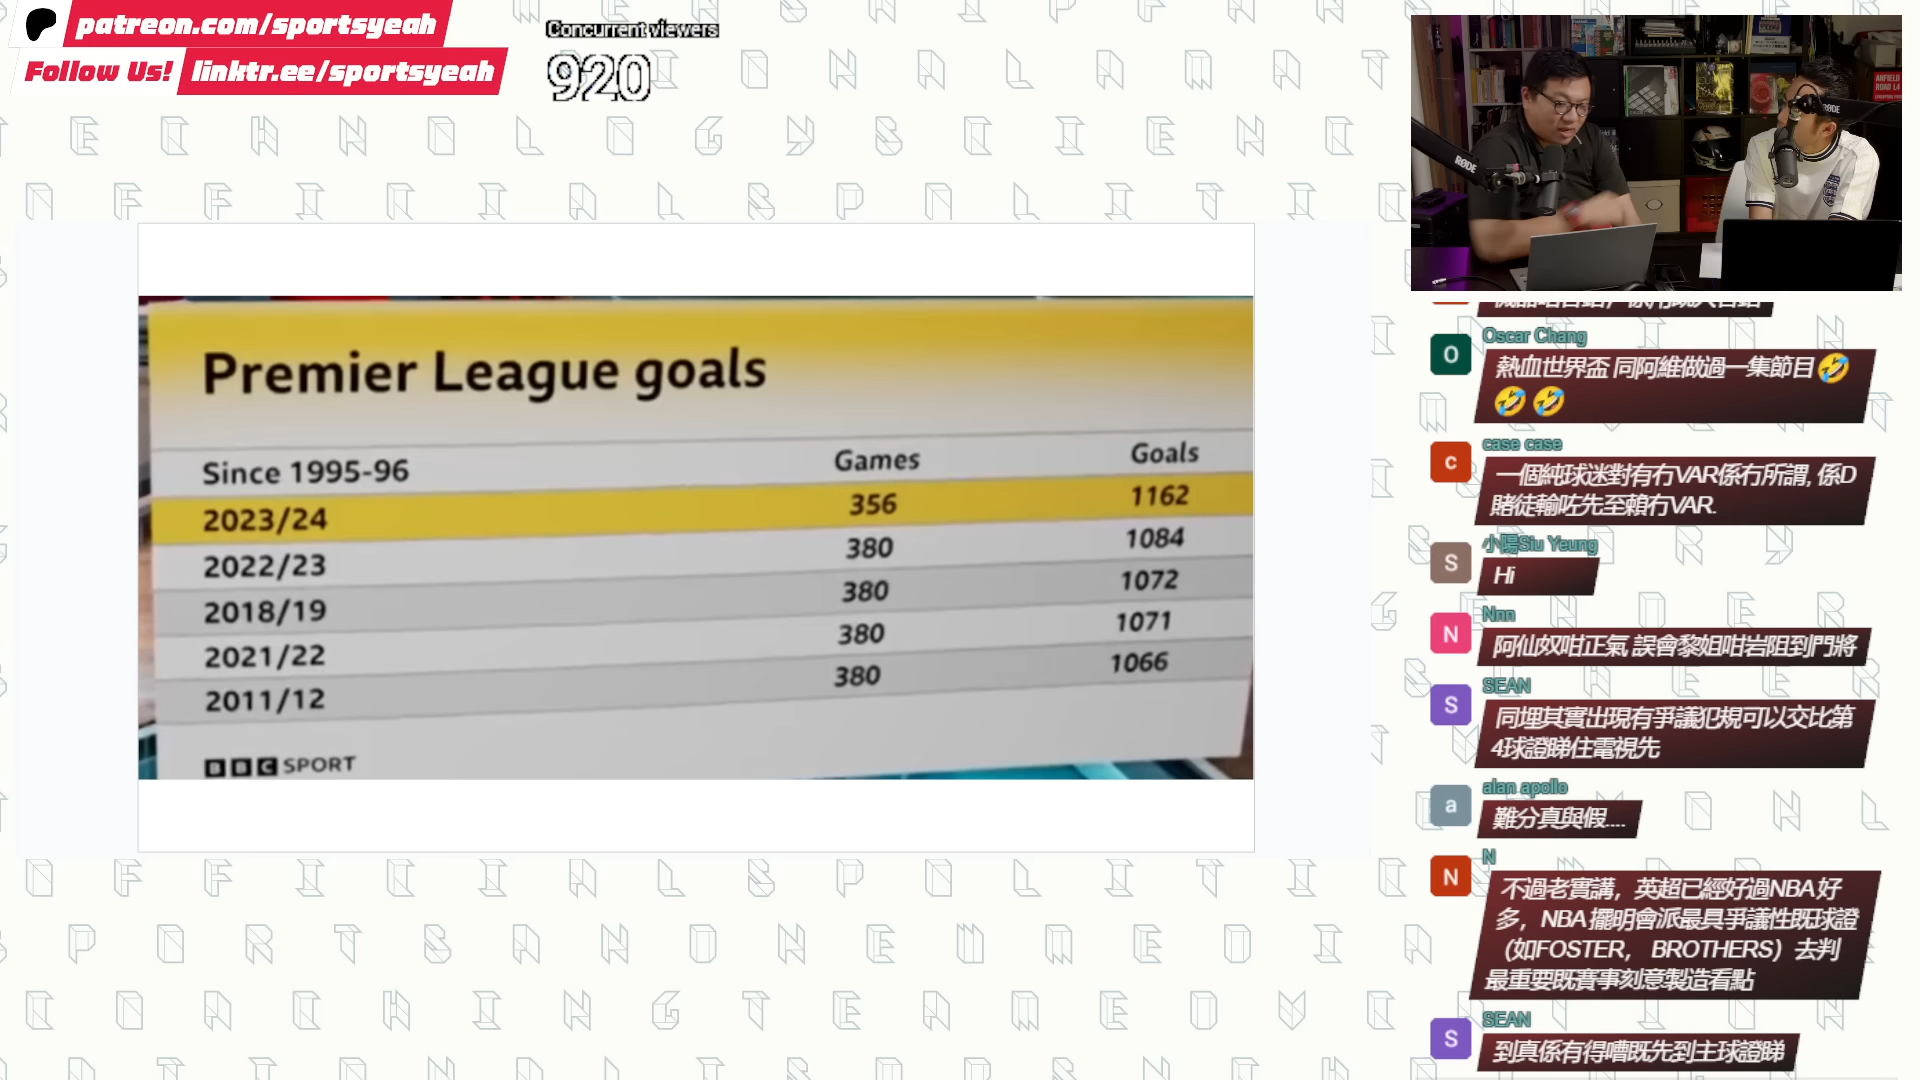 patreon.com/sportsyeah
Follow Us! linktr.ee/sportsyeah
Concurrent viewers
920
Premier League goals
Since 1995-96 Games Goals
2023/24 356 1162
2022/23 380 1084
2018/19 380 1072
2021/22 380 1071
2011/12 380 1066
BBC SPORT
RØDE
RØDE
ANFIELD
ROAD L4
Oscar Chang
熱血世界盃 同阿維做過一集節目🤣
🤣 🤣
case case
一個純球迷對有冇VAR係冇所謂, 係D
賭徒輸咗先至賴冇VAR.
小陽Siu Yeung
Hi
Nnn
阿仙奴咁正氣 誤會黎姐咁岩阻到門將
SEAN
同埋其實出現有爭議犯規可以交比第
4球證睇住電視先
alan apollo
難分真與假....
N
不過老實講，英超已經好過NBA好
多，NBA 擺明會派最具爭議性既球證
（如FOSTER， BROTHERS）去判
最重要既賽事刻意製造看點
SEAN
到真係有得嘈既先到主球證睇